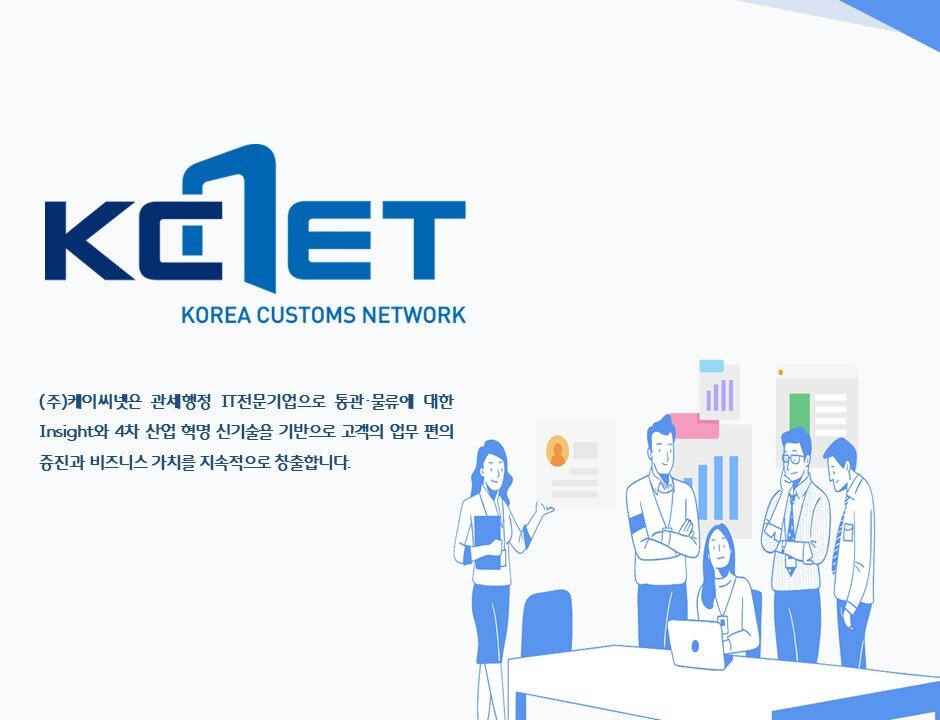 KCNET
KOREA CUSTOMS NETWORK
(주)케이씨넷은 관세행정 IT전문기업으로 통관·물류에 대한
Insight와 4차 산업 혁명 신기술을 기반으로 고객의 업무 편의
증진과 비즈니스 가치를 지속적으로 창출합니다.